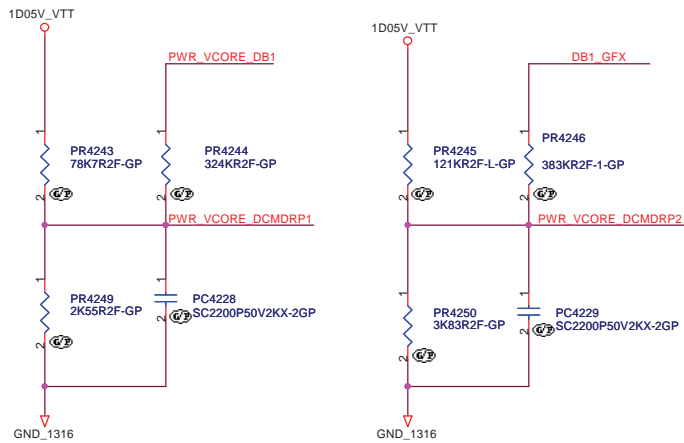 1D05V_VTT
PWR_VCORE_DB1
1
PR4243
78K7R2F-GP
2
G/P
1
PR4244
324KR2F-GP
2
G/P
PWR_VCORE_DCMDRP1
1
PR4249
2K55R2F-GP
2
G/P
1
PC4228
SC2200P50V2KX-2GP
2
G/P
GND_1316
1D05V_VTT
DB1_GFX
1
PR4245
121KR2F-L-GP
2
G/P
1
PR4246
383KR2F-1-GP
2
G/P
PWR_VCORE_DCMDRP2
1
PR4250
3K83R2F-GP
2
G/P
1
PC4229
SC2200P50V2KX-2GP
2
G/P
GND_1316